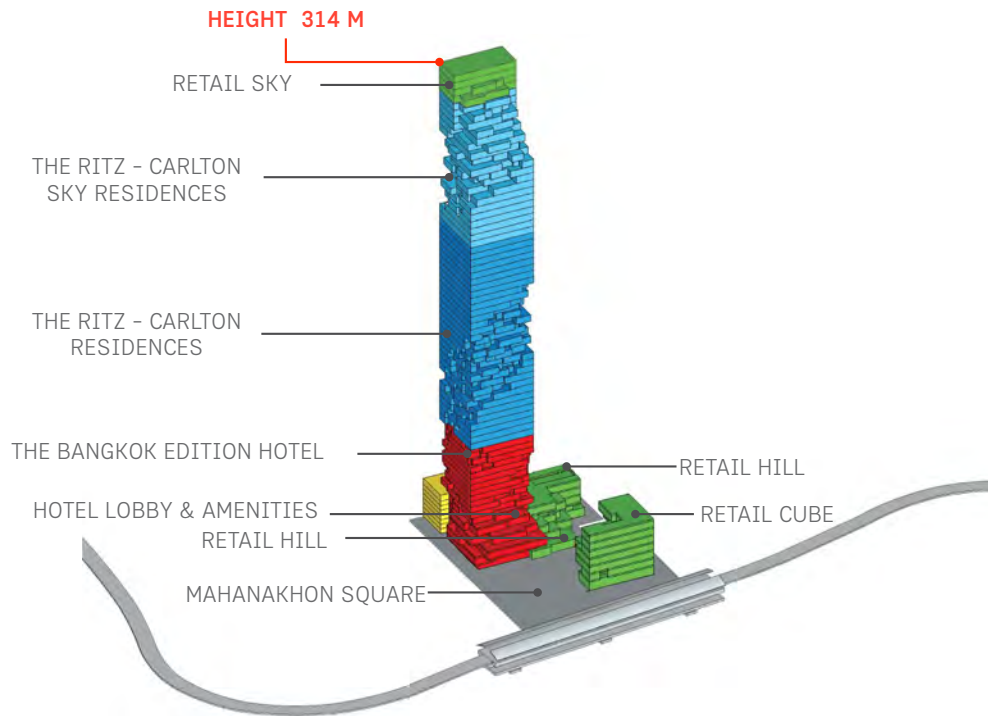 HEIGHT 314 M
RETAIL SKY
THE RITZ - CARLTON
SKY RESIDENCES
THE RITZ - CARLTON
RESIDENCES
THE BANGKOK EDITION HOTEL
RETAIL HILL
HOTEL LOBBY & AMENITIES
RETAIL CUBE
RETAIL HILL
MAHANAKHON SQUARE